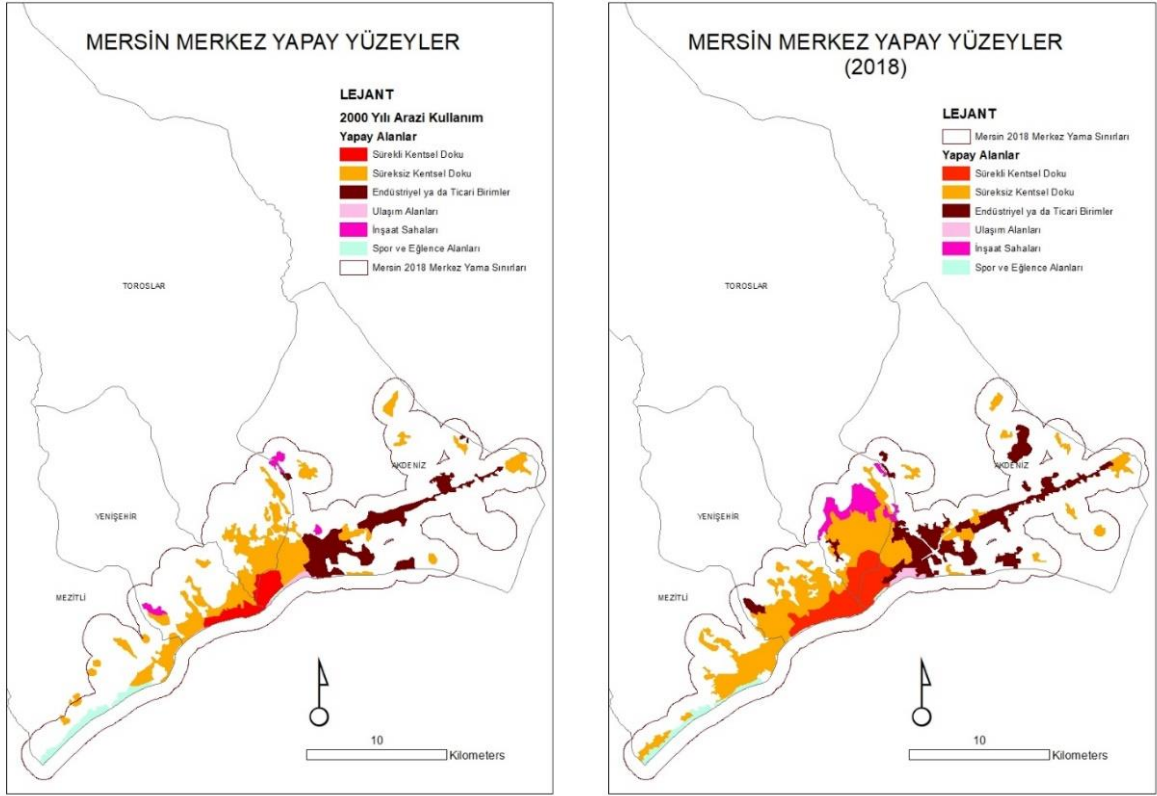 MERSİN MERKEZ YAPAY YÜZEYLER
LEJANT
2000 Yılı Arazi Kullanım
Yapay Alanlar
Sürekli Kentsel Doku
Süreksiz Kentsel Doku
Endüstriyel ya da Ticari Birimler
Ulaşım Alanları
İnşaat Sahaları
Spor ve Eğlence Alanları
Mersin 2018 Merkez Yama Sınırları
TOROSLAR
AKDENİZ
YENİŞEHİR
MEZİTLİ
10
Kilometers
MERSİN MERKEZ YAPAY YÜZEYLER
(2018)
LEJANT
Mersin 2018 Merkez Yama Sınırları
Yapay Alanlar
Sürekli Kentsel Doku
Süreksiz Kentsel Doku
Endüstriyel ya da Ticari Birimler
Ulaşım Alanları
İnşaat Sahaları
Spor ve Eğlence Alanları
TOROSLAR
AKDENİZ
YENİŞEHİR
MEZİTLİ
10
Kilometers